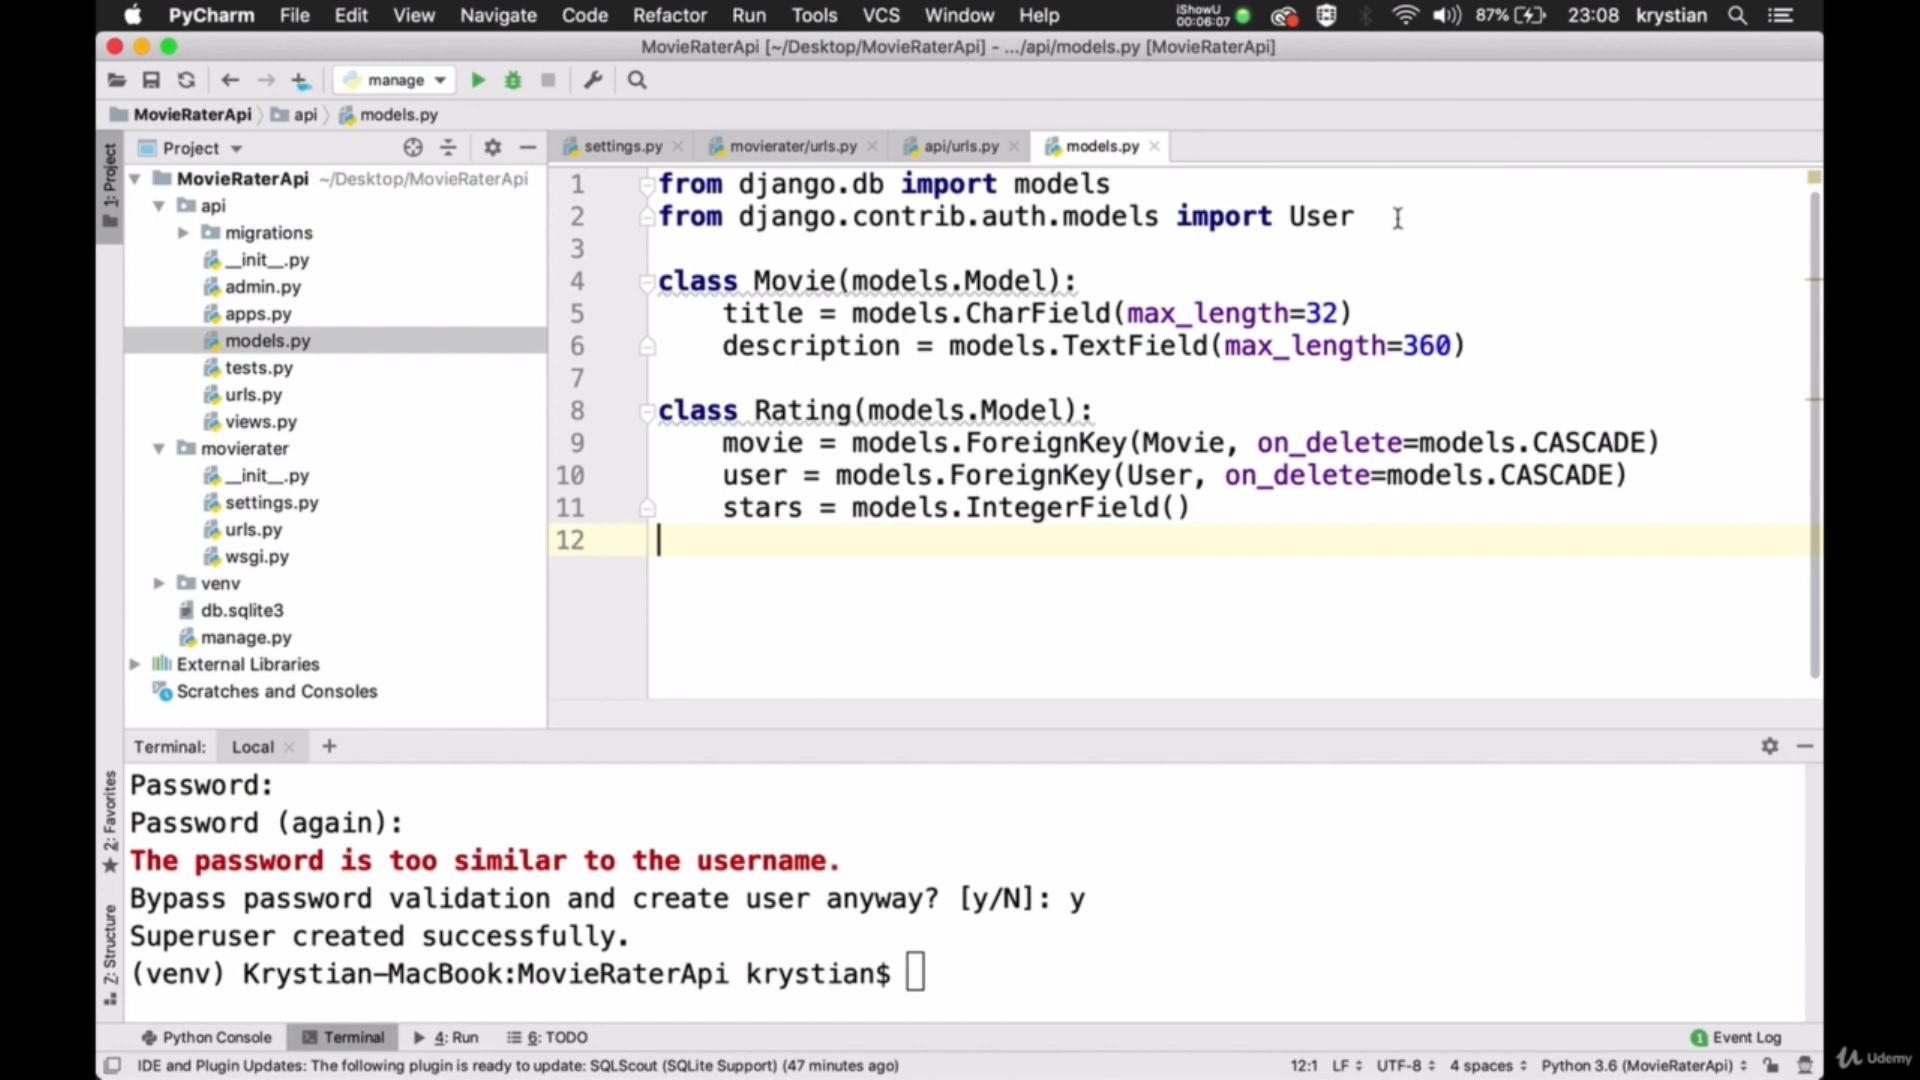 PyCharm File Edit View Navigate Code Refactor Run Tools VCS Window Help iShowU 00:06:07 87% 23:08 krystian
MovieRaterApi [~/Desktop/MovieRaterApi] - .../api/models.py [MovieRaterApi]
manage
MovieRaterApi api models.py
1: Project
Project
MovieRaterApi ~/Desktop/MovieRaterApi
api
migrations
__init__.py
admin.py
apps.py
models.py
tests.py
urls.py
views.py
movierater
__init__.py
settings.py
urls.py
wsgi.py
venv
db.sqlite3
manage.py
External Libraries
Scratches and Consoles
settings.py movierater/urls.py api/urls.py models.py
1 from django.db import models
2 from django.contrib.auth.models import User
3
4 class Movie(models.Model):
5 title = models.CharField(max_length=32)
6 description = models.TextField(max_length=360)
7
8 class Rating(models.Model):
9 movie = models.ForeignKey(Movie, on_delete=models.CASCADE)
10 user = models.ForeignKey(User, on_delete=models.CASCADE)
11 stars = models.IntegerField()
12
Terminal: Local +
2: Favorites
Z: Structure
Password:
Password (again):
The password is too similar to the username.
Bypass password validation and create user anyway? [y/N]: y
Superuser created successfully.
(venv) Krystian-MacBook:MovieRaterApi krystian$
Python Console Terminal 4: Run 6: TODO 1 Event Log
IDE and Plugin Updates: The following plugin is ready to update: SQLScout (SQLite Support) (47 minutes ago) 12:1 LF UTF-8 4 spaces Python 3.6 (MovieRaterApi)
Udemy